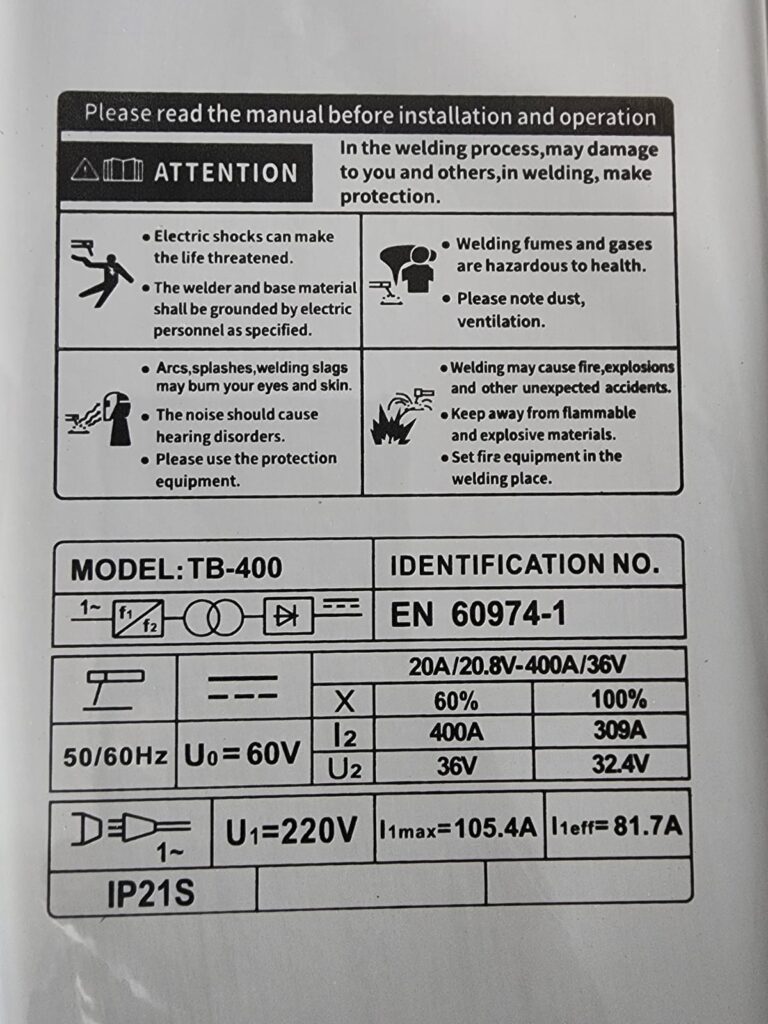 Please read the manual before installation and operation
ATTENTION
In the welding process,may damage
to you and others,in welding, make
protection.
• Electric shocks can make
the life threatened.
• The welder and base material
shall be grounded by electric
personnel as specified.
• Welding fumes and gases
are hazardous to health.
• Please note dust,
ventilation.
• Arcs,splashes,welding slags
may burn your eyes and skin.
• The noise should cause
hearing disorders.
• Please use the protection
equipment.
• Welding may cause fire,explosions
and other unexpected accidents.
• Keep away from flammable
and explosive materials.
• Set fire equipment in the
welding place.
MODEL: TB-400
IDENTIFICATION NO.
1~ f1 f2
EN 60974-1
20A/20.8V-400A/36V
X 60% 100%
50/60Hz U0=60V
I2 400A 309A
U2 36V 32.4V
1~
U1=220V I1max=105.4A I1eff=81.7A
IP21S